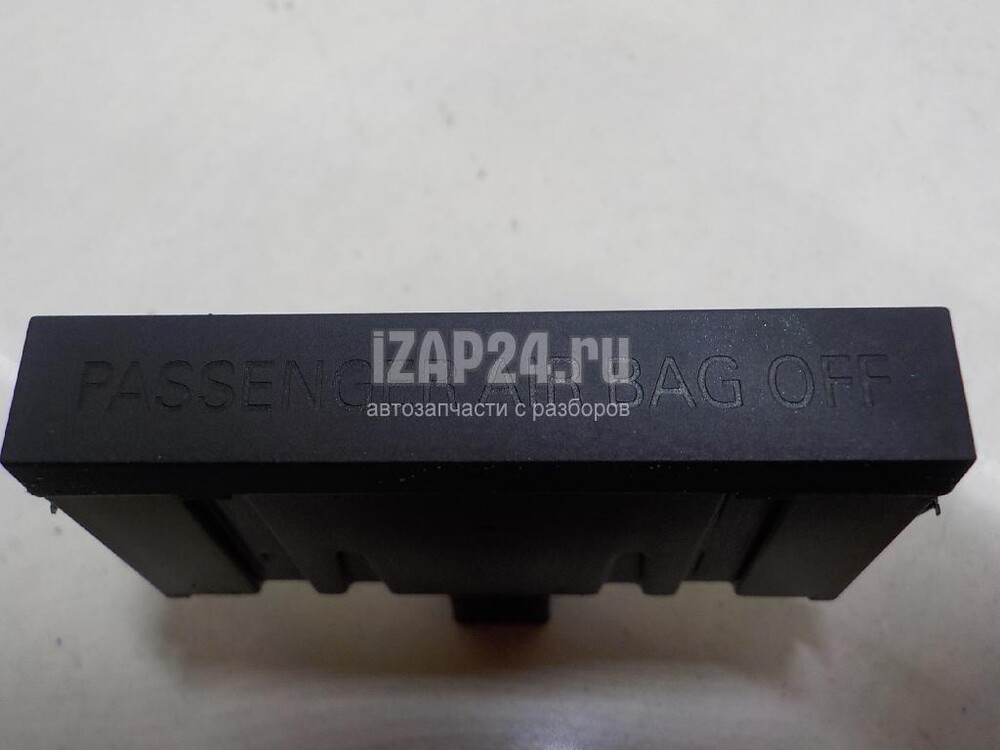 iZAP24.ru
PASSENGER AIR BAG OFF
автозапчасти с разборов